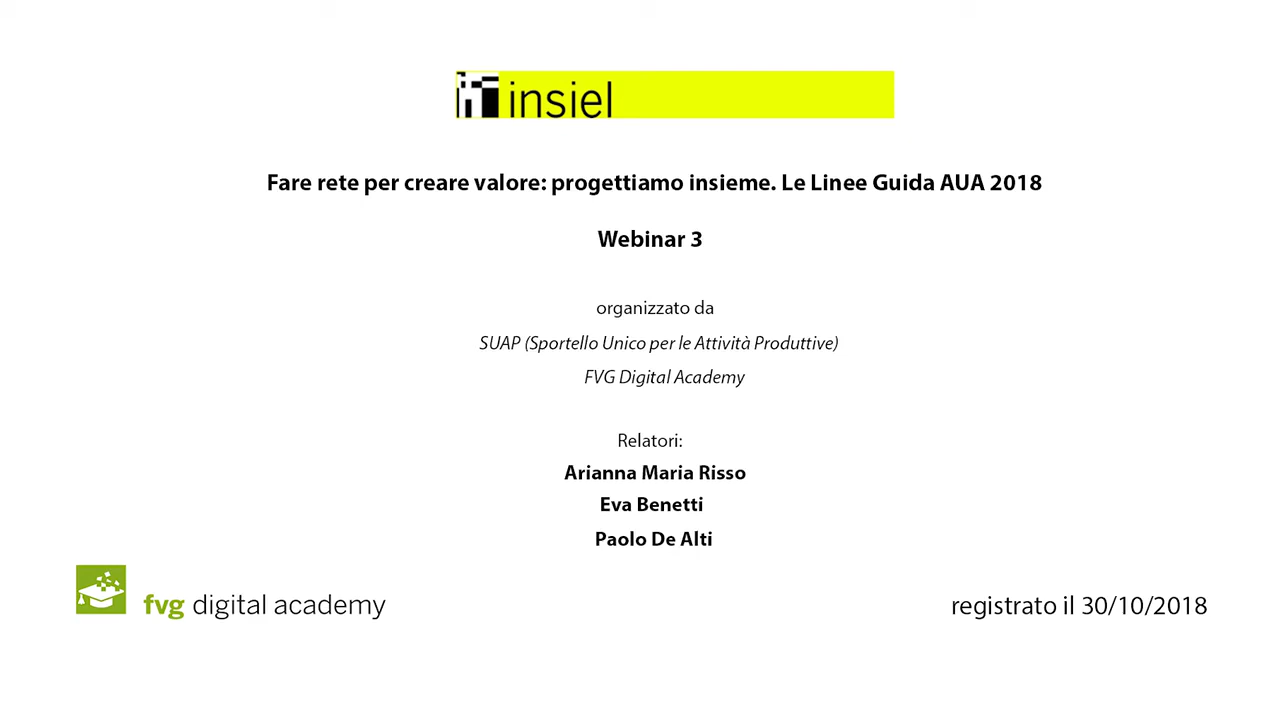 insiel
Fare rete per creare valore: progettiamo insieme. Le Linee Guida AUA 2018
Webinar 3
organizzato da
SUAP (Sportello Unico per le Attività Produttive)
FVG Digital Academy
Relatori:
Arianna Maria Risso
Eva Benetti
Paolo De Alti
fvg digital academy
registrato il 30/10/2018